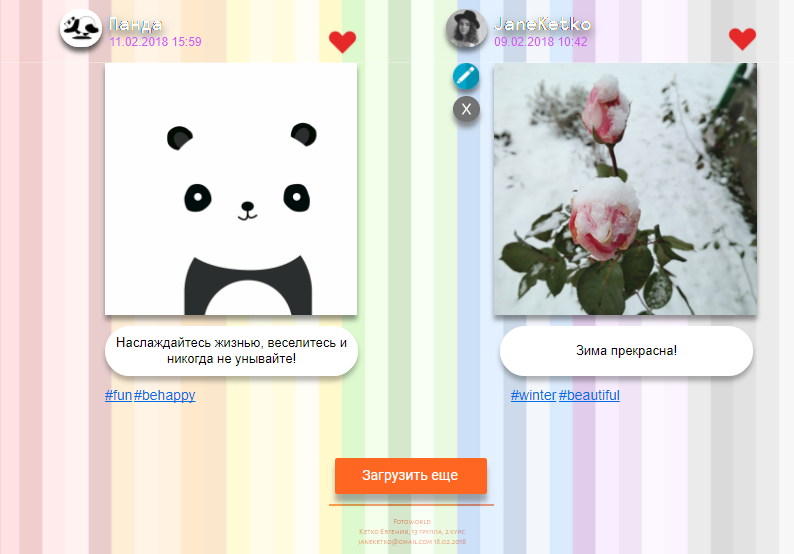 Панда
11.02.2018 15:59
JaneKetko
09.02.2018 10:42
X
Наслаждайтесь жизнью, веселитесь и
никогда не унывайте!
Зима прекрасна!
#fun #behappy
#winter #beautiful
Загрузить еще
Fotoworld
Кетко Евгения, 13 группа, 2 курс
janeketko@gmail.com 18.02.2018